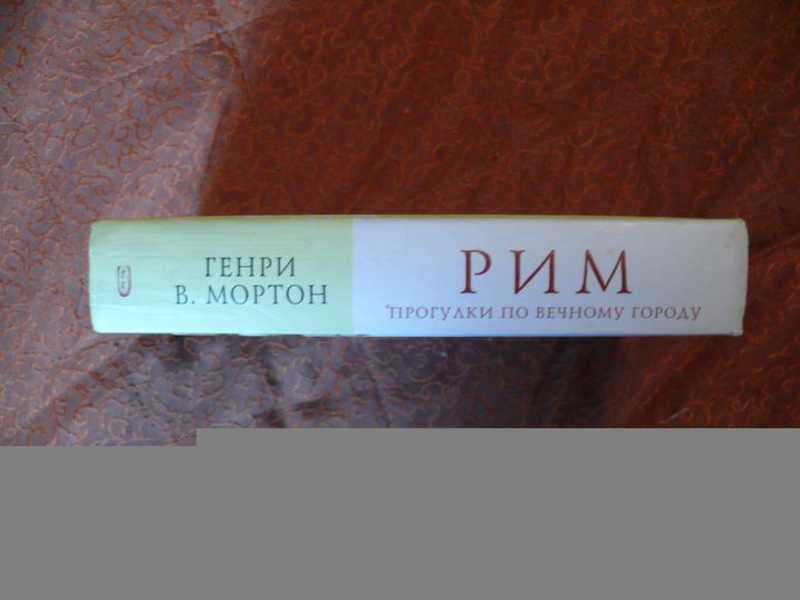 ГЕНРИ
В. МОРТОН
РИМ
ПРОГУЛКИ ПО ВЕЧНОМУ ГОРОДУ